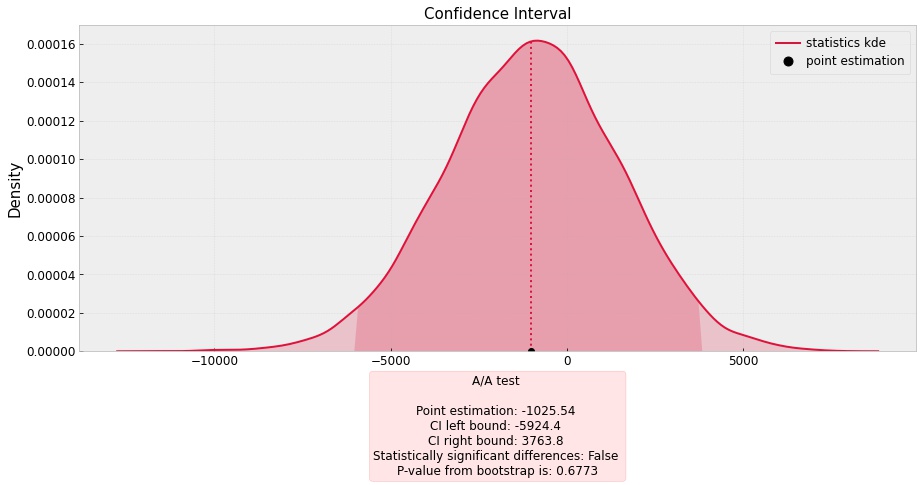 Confidence Interval
statistics kde
point estimation
Density
0.00016
0.00014
0.00012
0.00010
0.00008
0.00006
0.00004
0.00002
0.00000
−10000
−5000
0
5000
A/A test
Point estimation: -1025.54
CI left bound: -5924.4
CI right bound: 3763.8
Statistically significant differences: False
P-value from bootstrap is: 0.6773